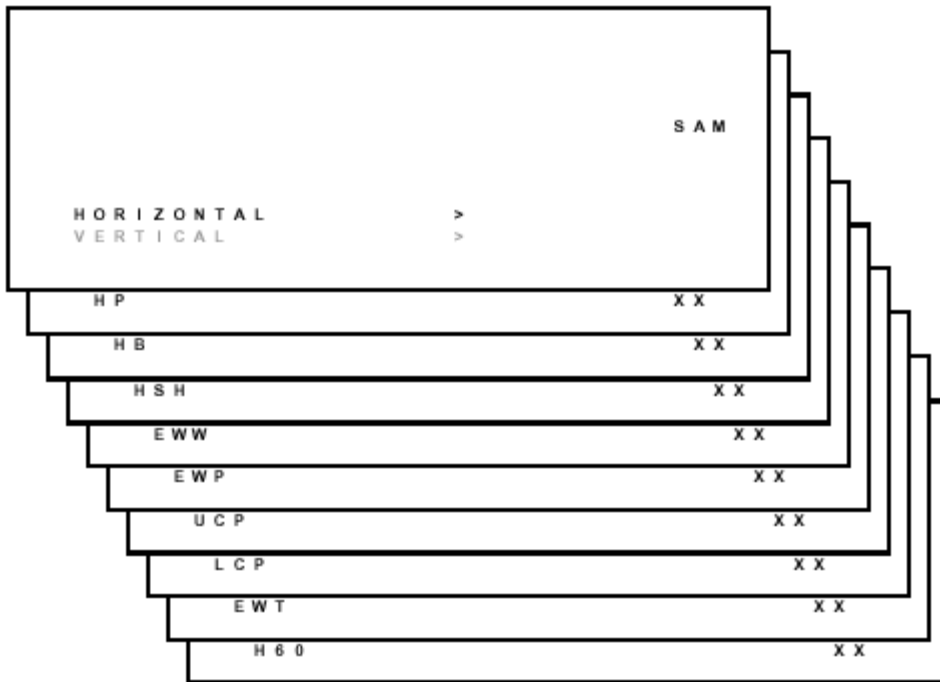 SAM
HORIZONTAL >
VERTICAL >
HP XX
HB XX
HSH XX
EWW XX
EWP XX
UCP XX
LCP XX
EWT XX
H60 XX